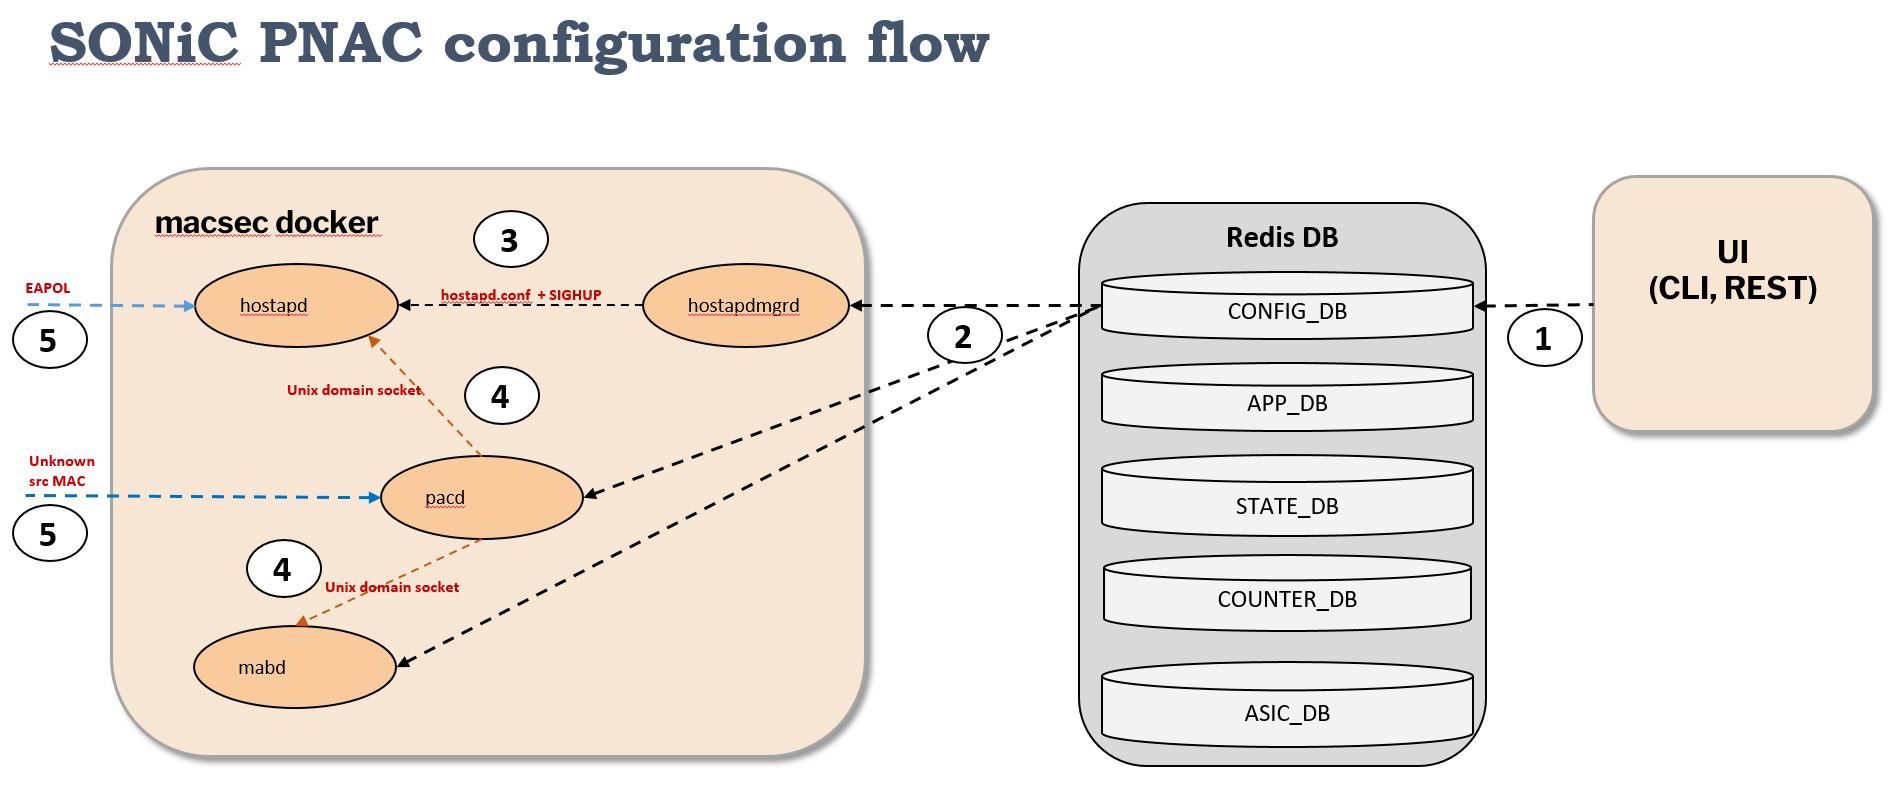 SONiC PNAC configuration flow
macsec docker
3
hostapd.conf + SIGHUP
EAPOL
hostapd
hostapdmgrd
5
Unix domain socket
4
Unknown
src MAC
pacd
5
4
Unix domain socket
mabd
2
Redis DB
CONFIG_DB
APP_DB
STATE_DB
COUNTER_DB
ASIC_DB
1
UI
(CLI, REST)